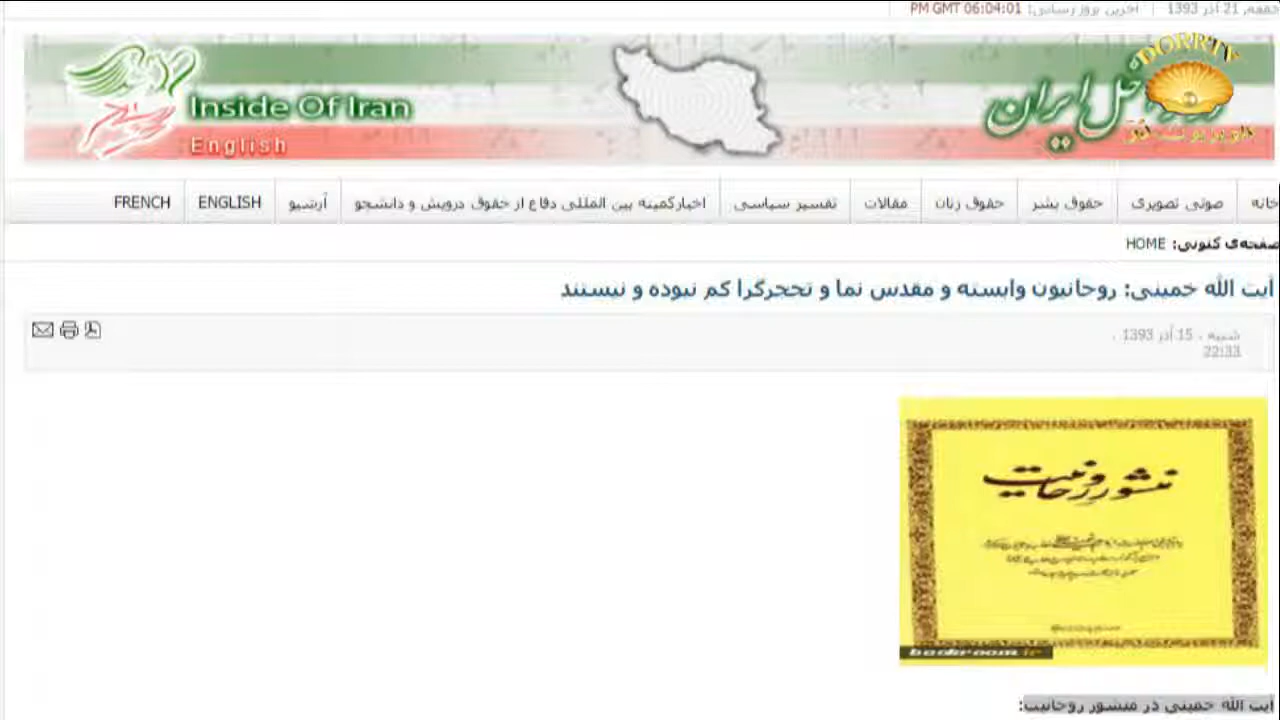 جمعه, 21 آذر 1393 | آخرین بروز رسانی: 06:04:01 PM GMT
DORRTV
Inside Of Iran
English
داخل ایران
خانه صوتی تصویری حقوق بشر حقوق زنان مقالات تفسیر سیاسی اخبارکمیته بین المللی دفاع از حقوق درویش و دانشجو آرشیو ENGLISH FRENCH
صفحه‌ی کنونی: HOME
آیت الله خمینی: روحانیون وابسته و مقدس نما و تحجرگرا کم نبوده و نیستند
شنبه ، 15 آذر 1393 ،
22:33
منشور روحانیت
bookroom.ir
آیت الله خمینی در منشور روحانیت: